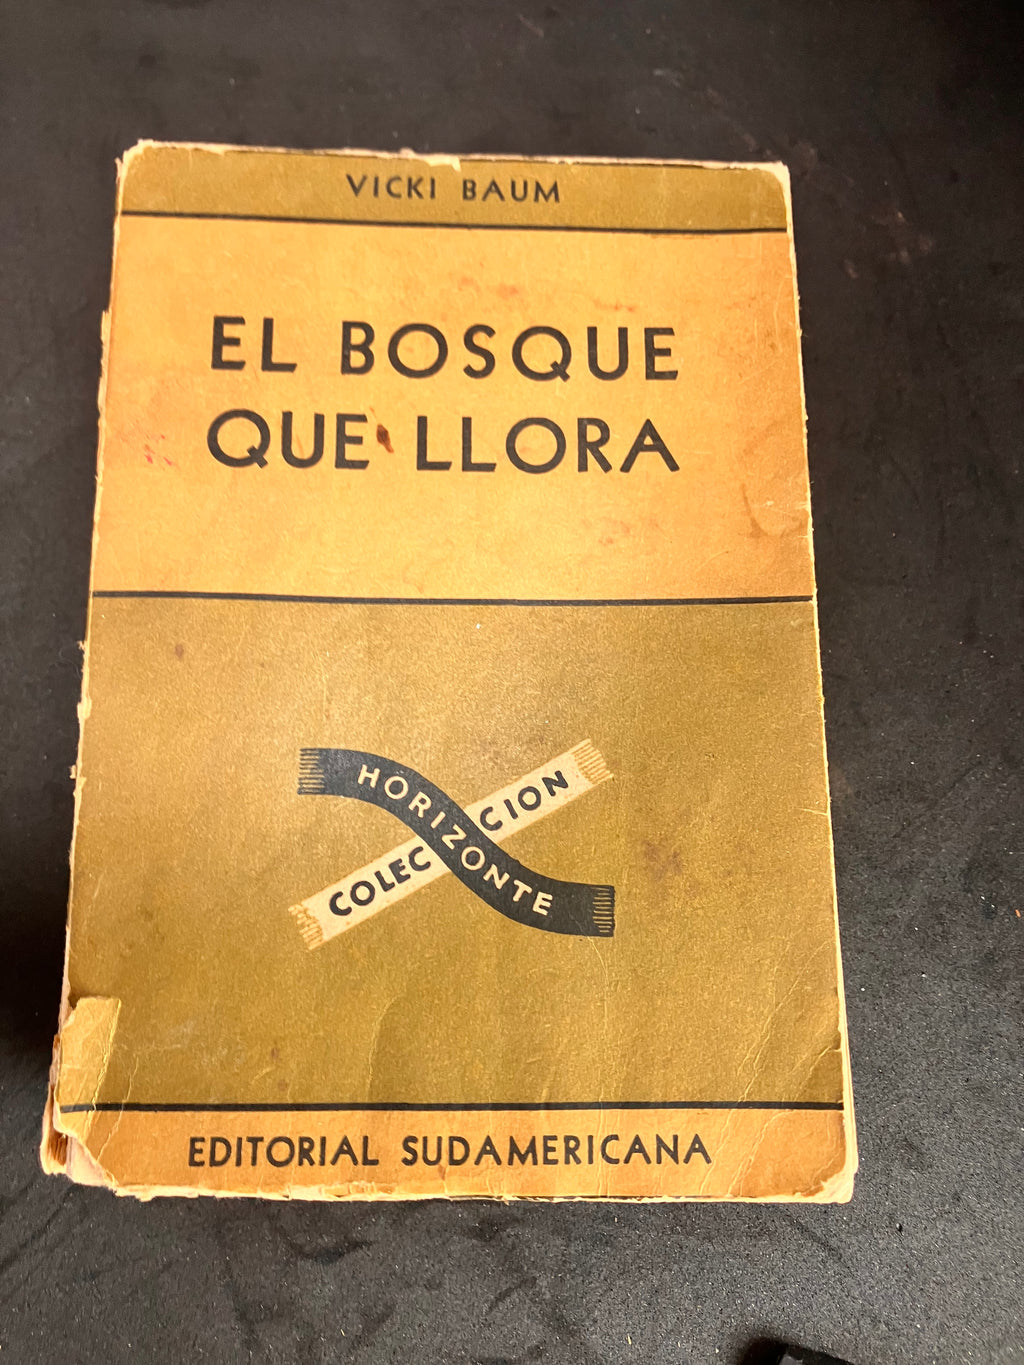 VICKI BAUM
EL BOSQUE
QUE LLORA
COLECCION
HORIZONTE
EDITORIAL SUDAMERICANA